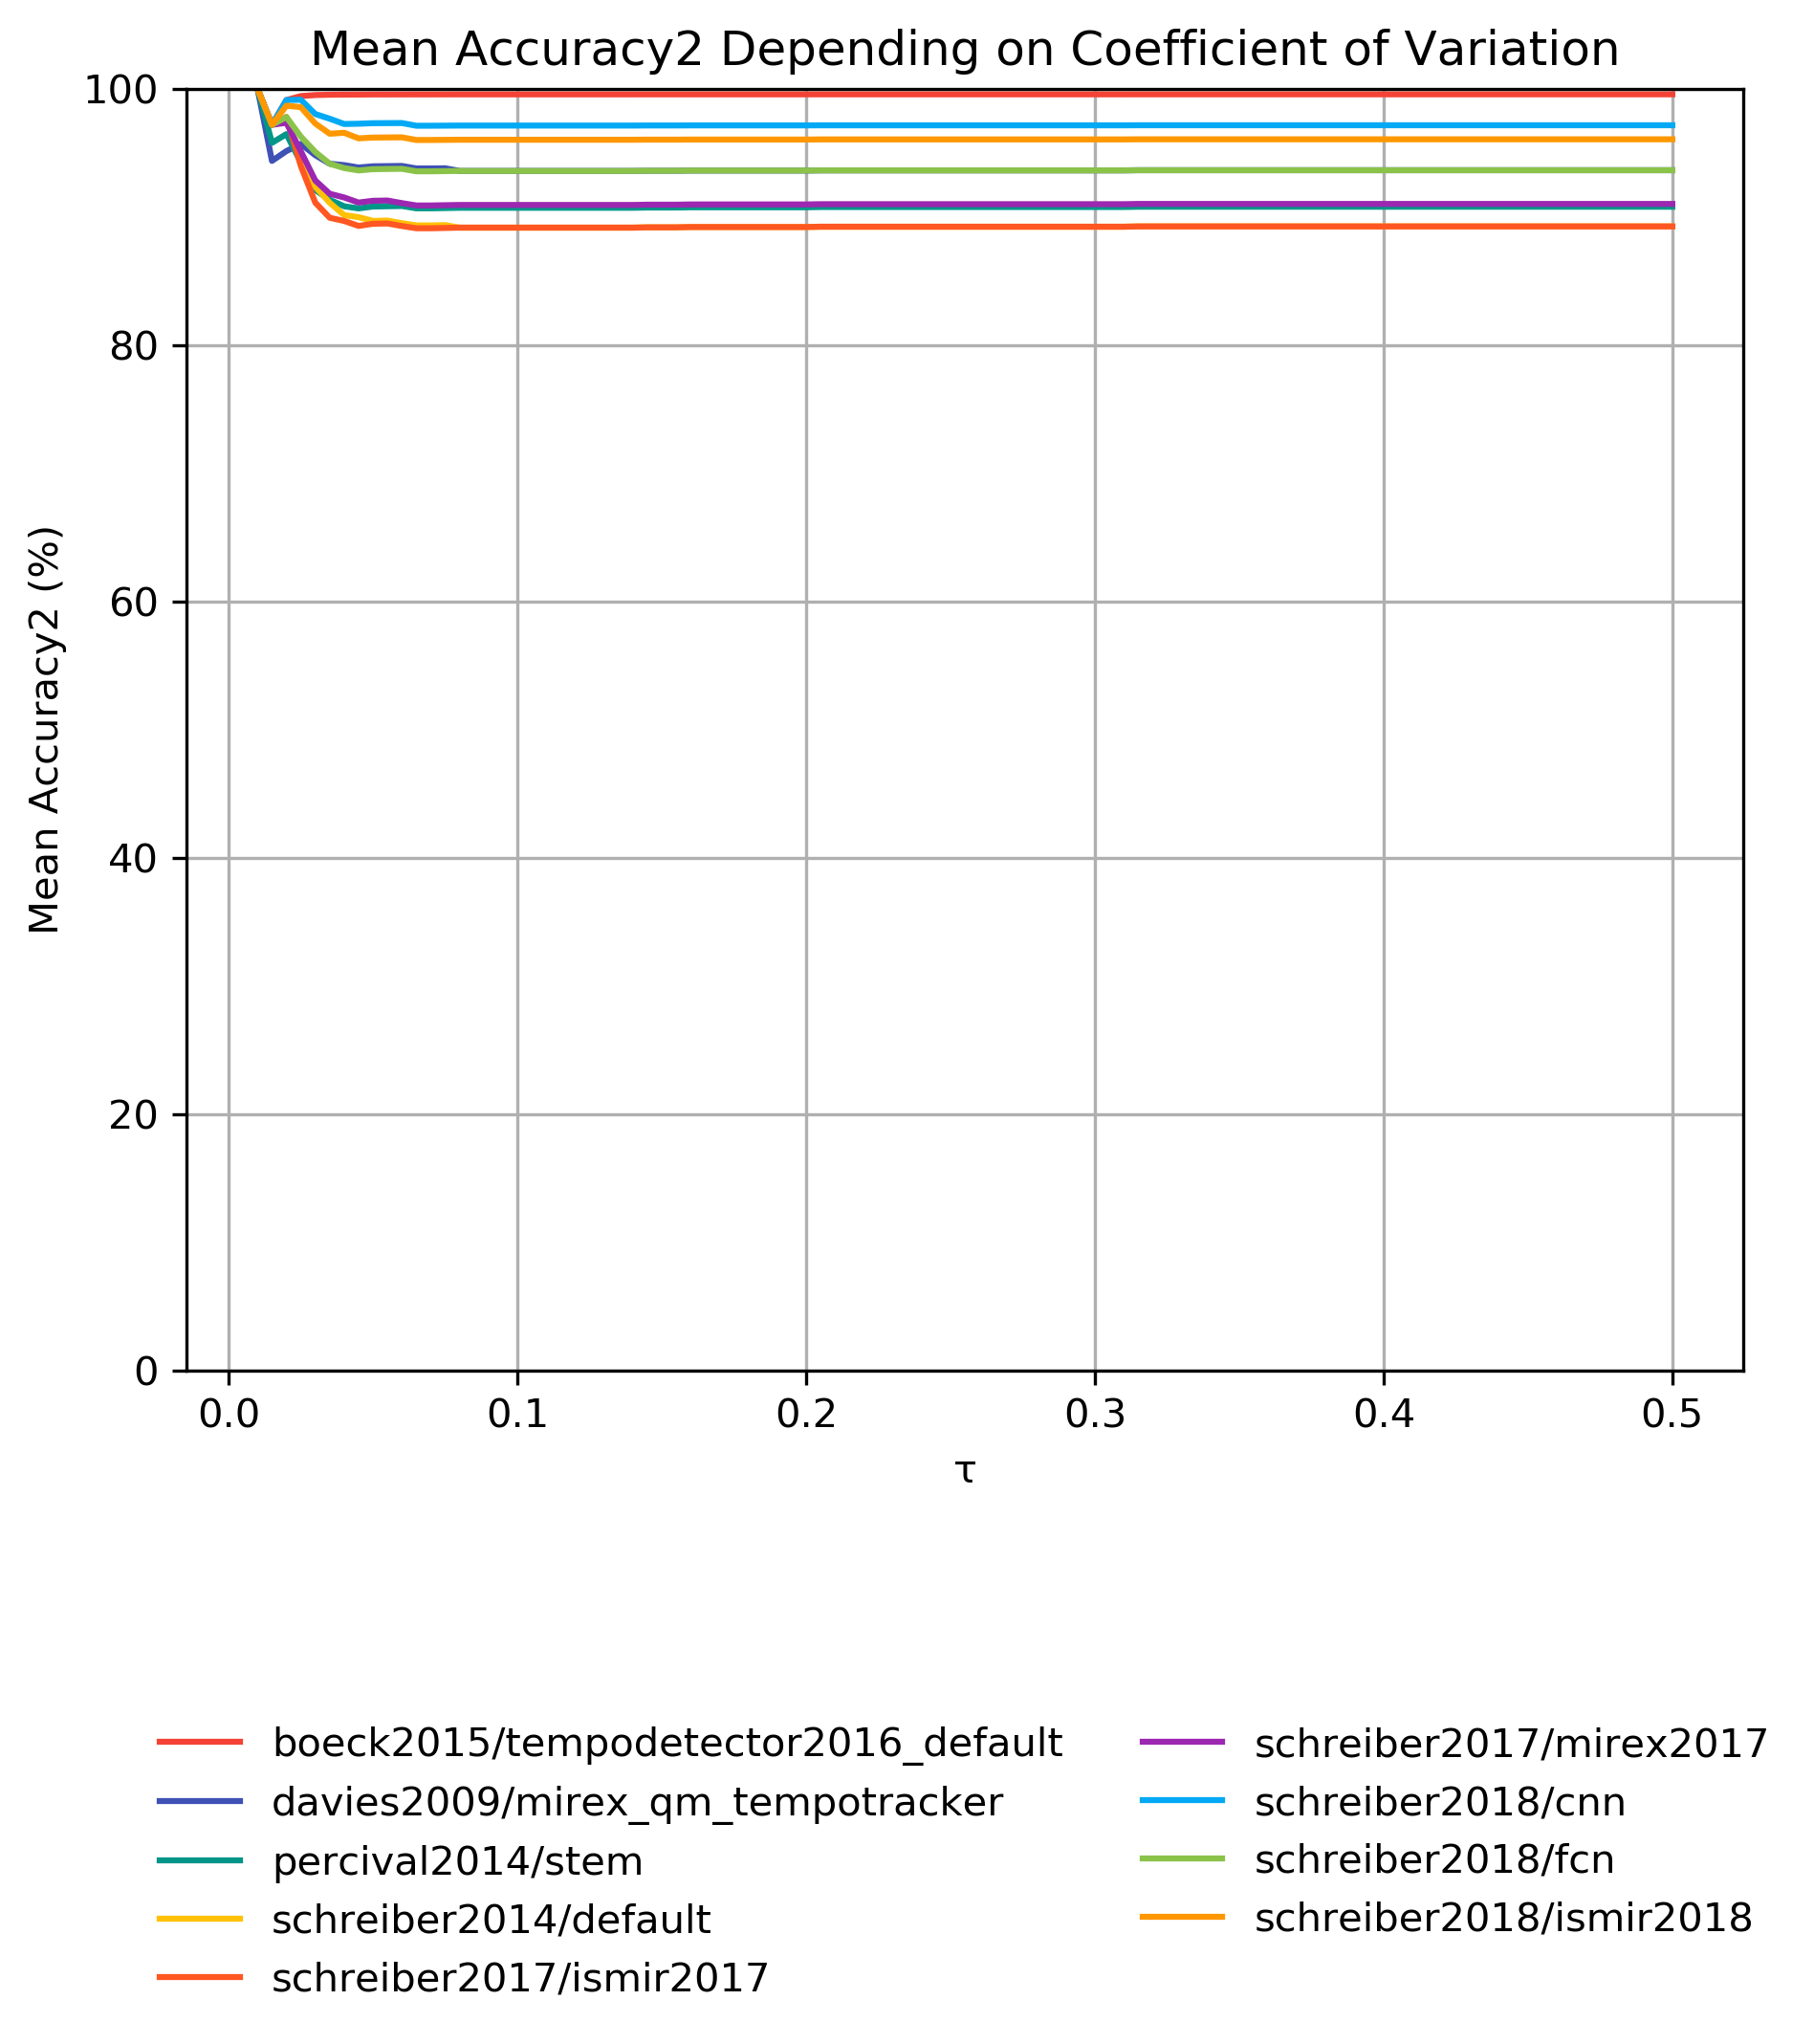 Mean Accuracy2 Depending on Coefficient of Variation
Mean Accuracy2 (%)
100
80
60
40
20
0
0.0 0.1 0.2 0.3 0.4 0.5
τ
boeck2015/tempodetector2016_default
davies2009/mirex_qm_tempotracker
percival2014/stem
schreiber2014/default
schreiber2017/ismir2017
schreiber2017/mirex2017
schreiber2018/cnn
schreiber2018/fcn
schreiber2018/ismir2018